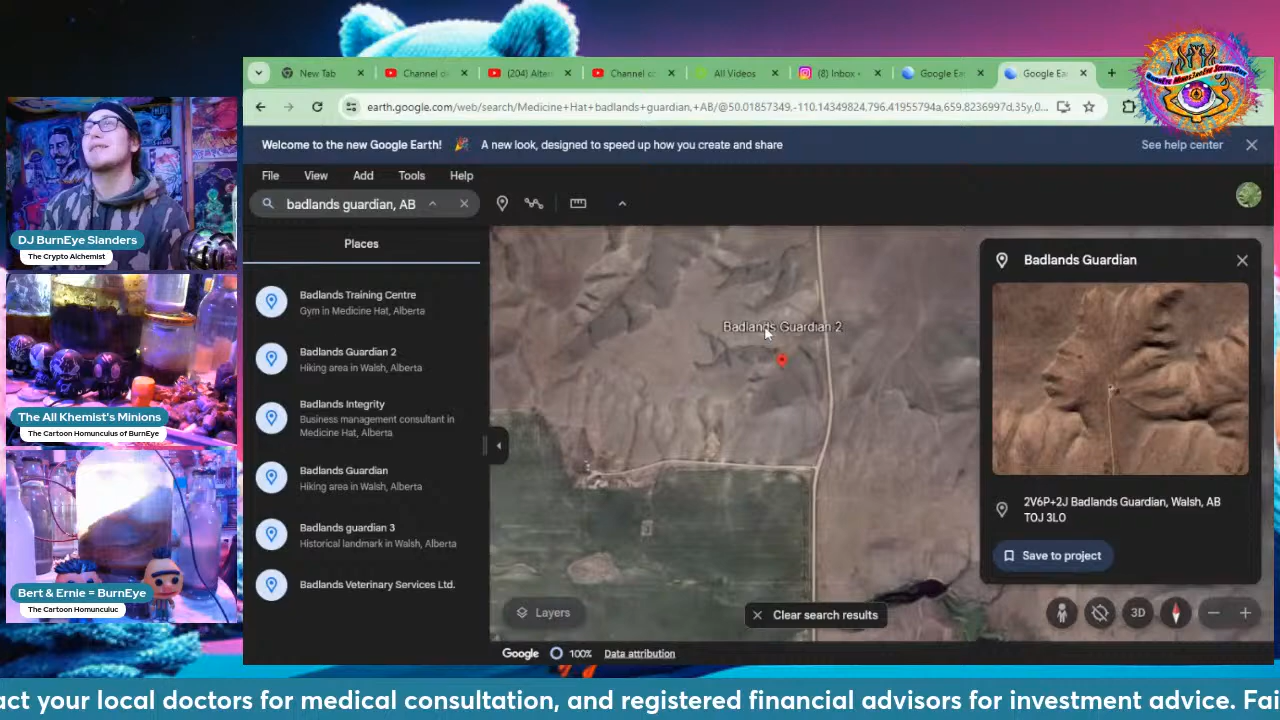 New Tab
Channel d
(204) Alter
Channel co
All Videos
(8) Inbox •
Google Ea
Google Ea
earth.google.com/web/search/Medicine+Hat+badlands+guardian,+AB/@50.01857349,-110.14349824,796.41955794a,659.8236997d,35y,0...
Welcome to the new Google Earth! A new look, designed to speed up how you create and share
See help center
File View Add Tools Help
badlands guardian, AB
Places
Badlands Training Centre
Gym in Medicine Hat, Alberta
Badlands Guardian 2
Hiking area in Walsh, Alberta
Badlands Integrity
Business management consultant in
Medicine Hat, Alberta
Badlands Guardian
Hiking area in Walsh, Alberta
Badlands guardian 3
Historical landmark in Walsh, Alberta
Badlands Veterinary Services Ltd.
Badlands Guardian 2
Badlands Guardian
2V6P+2J Badlands Guardian, Walsh, AB
T0J 3L0
Save to project
Layers
Clear search results
3D
Google 100% Data attribution
DJ BurnEye Slanders
The Crypto Alchemist
The All Khemist's Minions
The Cartoon Homunculus of BurnEye
Bert & Ernie = BurnEye
The Cartoon Homunculuc
act your local doctors for medical consultation, and registered financial advisors for investment advice. Fai